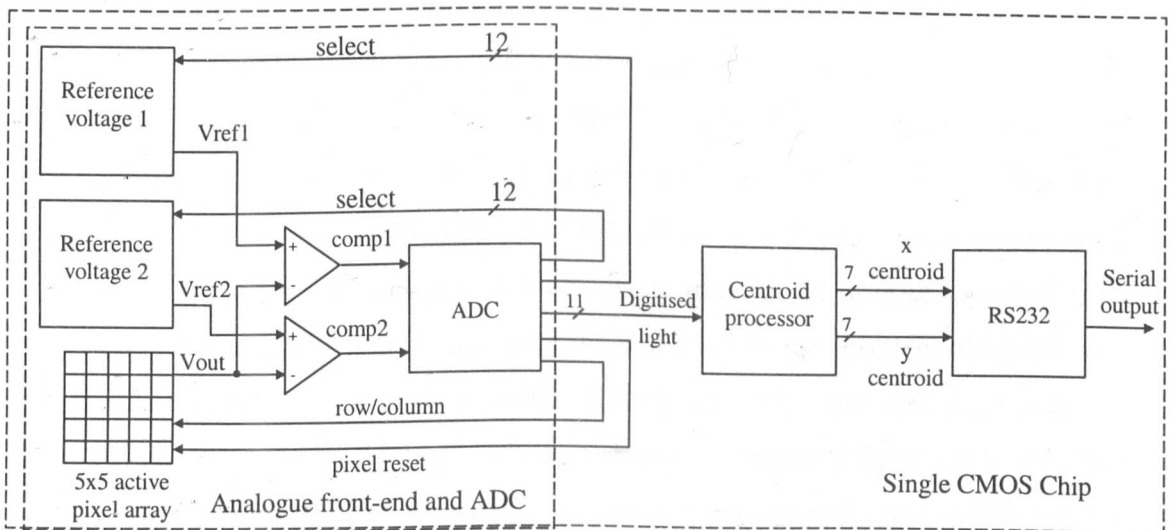 select
12
Reference
voltage 1
Vref1
select
12
Reference
voltage 2
comp1
+
-
Vref2
comp2
+
-
Vout
ADC
11
Digitised
light
Centroid
processor
7
x
centroid
7
y
centroid
RS232
Serial
output
row/column
pixel reset
5x5 active
pixel array
Analogue front-end and ADC
Single CMOS Chip